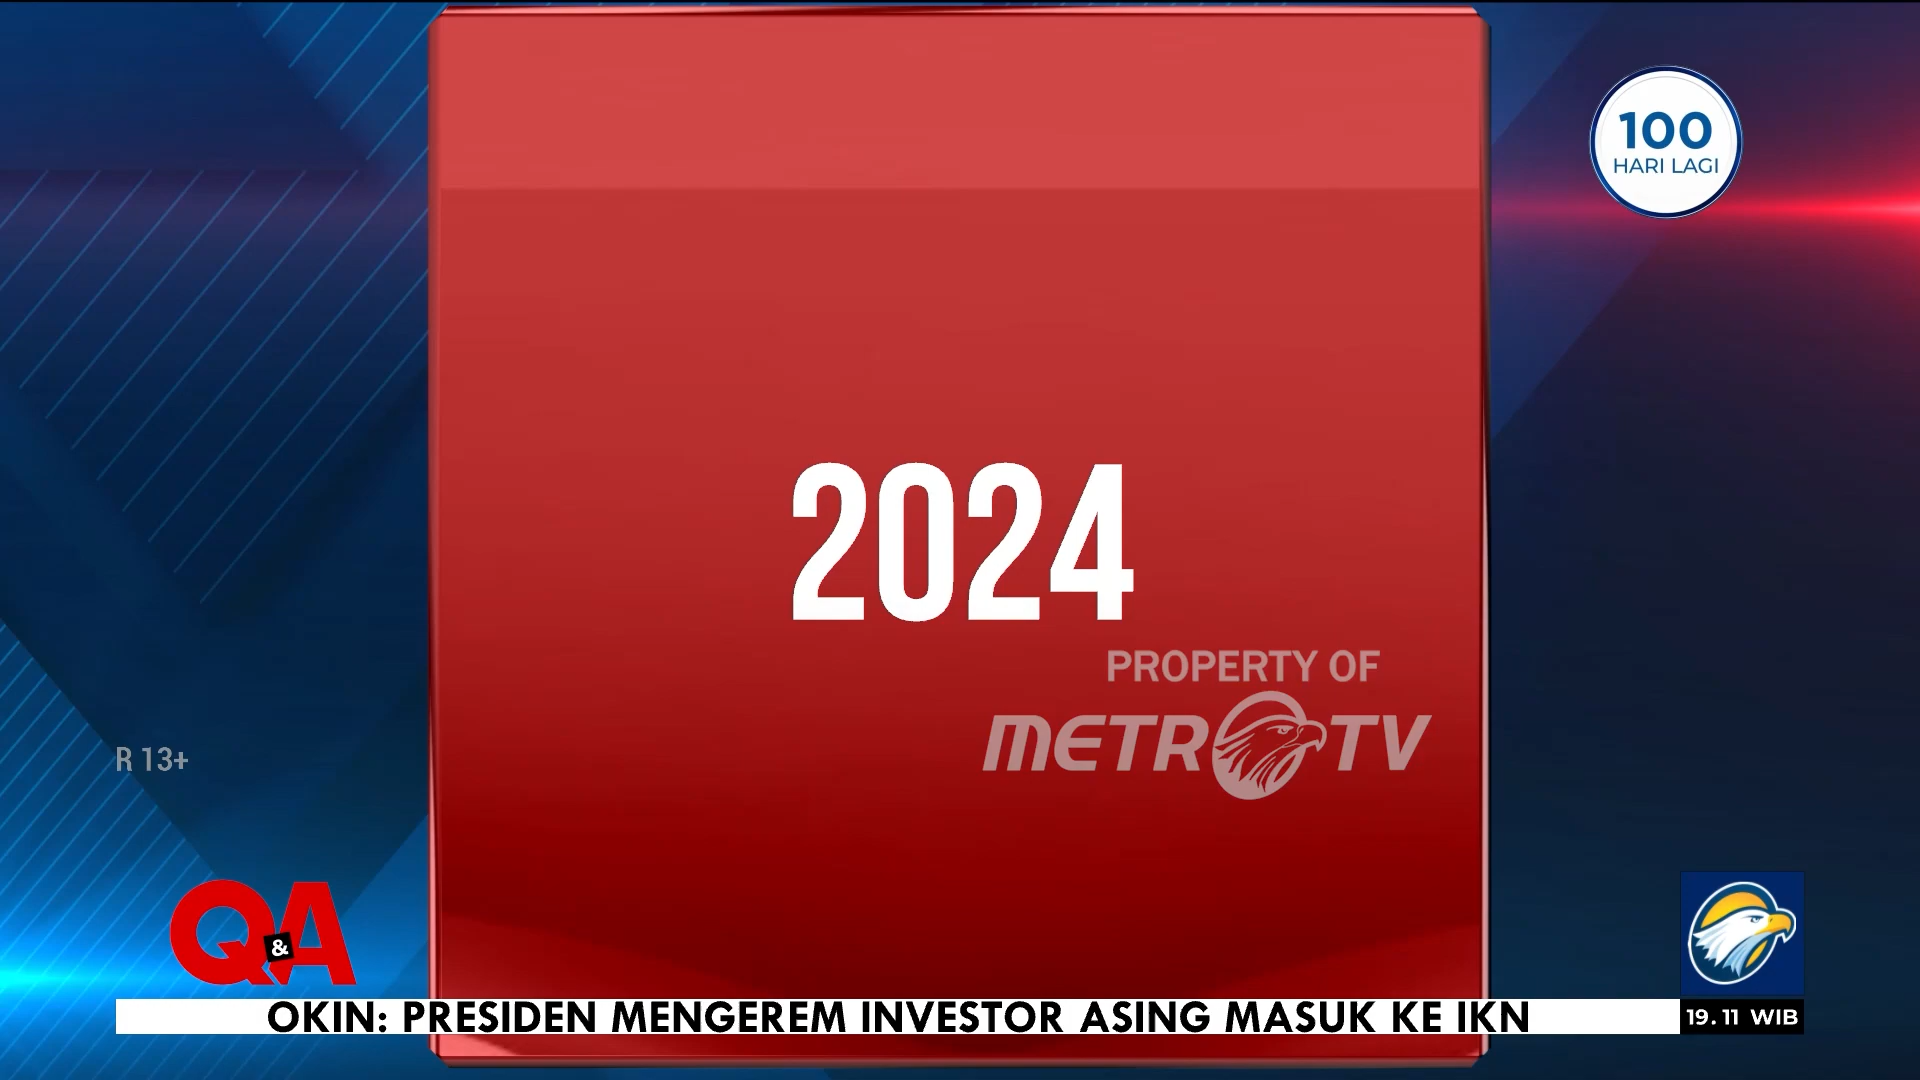 100
HARI LAGI
2024
PROPERTY OF
METRO TV
R 13+
Q&A
OKIN: PRESIDEN MENGEREM INVESTOR ASING MASUK KE IKN
19.11 WIB